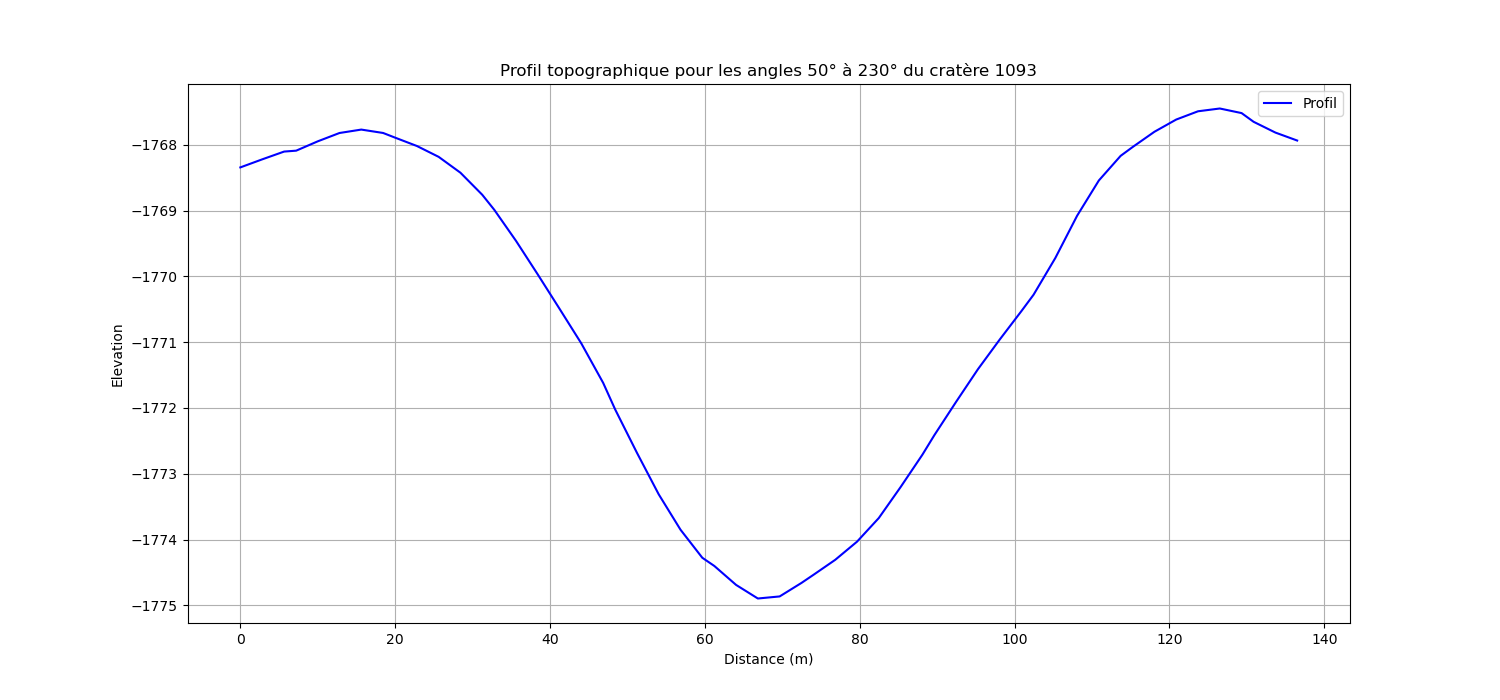 Profil topographique pour les angles 50° à 230° du cratère 1093
Profil
−1768
−1769
−1770
−1771
−1772
−1773
−1774
−1775
Elevation
0 20 40 60 80 100 120 140
Distance (m)